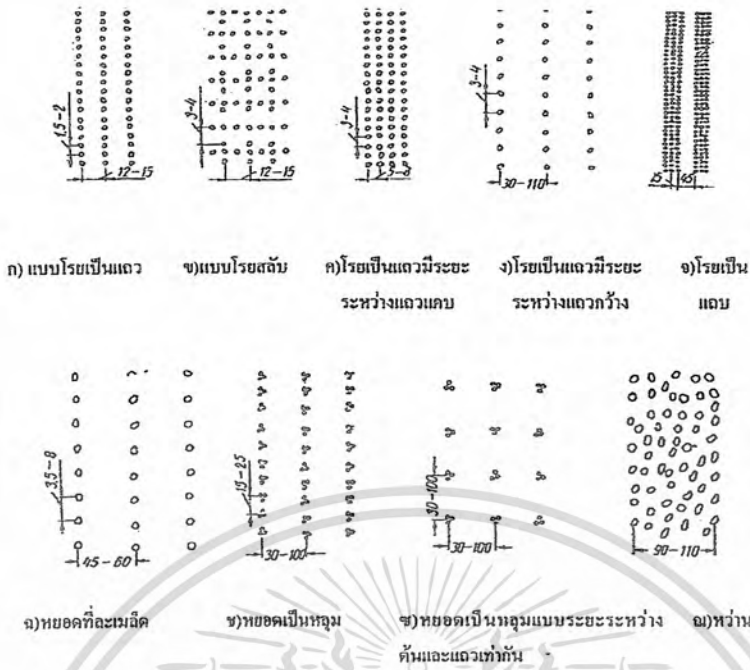 1,5-2
12-15
3-4
12-15
3-4
5-8
3-4
30-110
15
45
ก) แบบโรยเป็นแถว
ข)แบบโรยสลับ
ค)โรยเป็นแถวมีระยะ
ระหว่างแถวแคบ
ง)โรยเป็นแถวมีระยะ
ระหว่างแถวกว้าง
จ)โรยเป็น
แถบ
3,5-8
45-60
15-25
30-100
30-100
30-100
90-110
ฉ)หยอดทีละเมล็ด
ช)หยอดเป็นหลุม
ซ)หยอดเป็นหลุมแบบระยะระหว่าง
ต้นและแถวเท่ากัน
ฌ)หว่าน